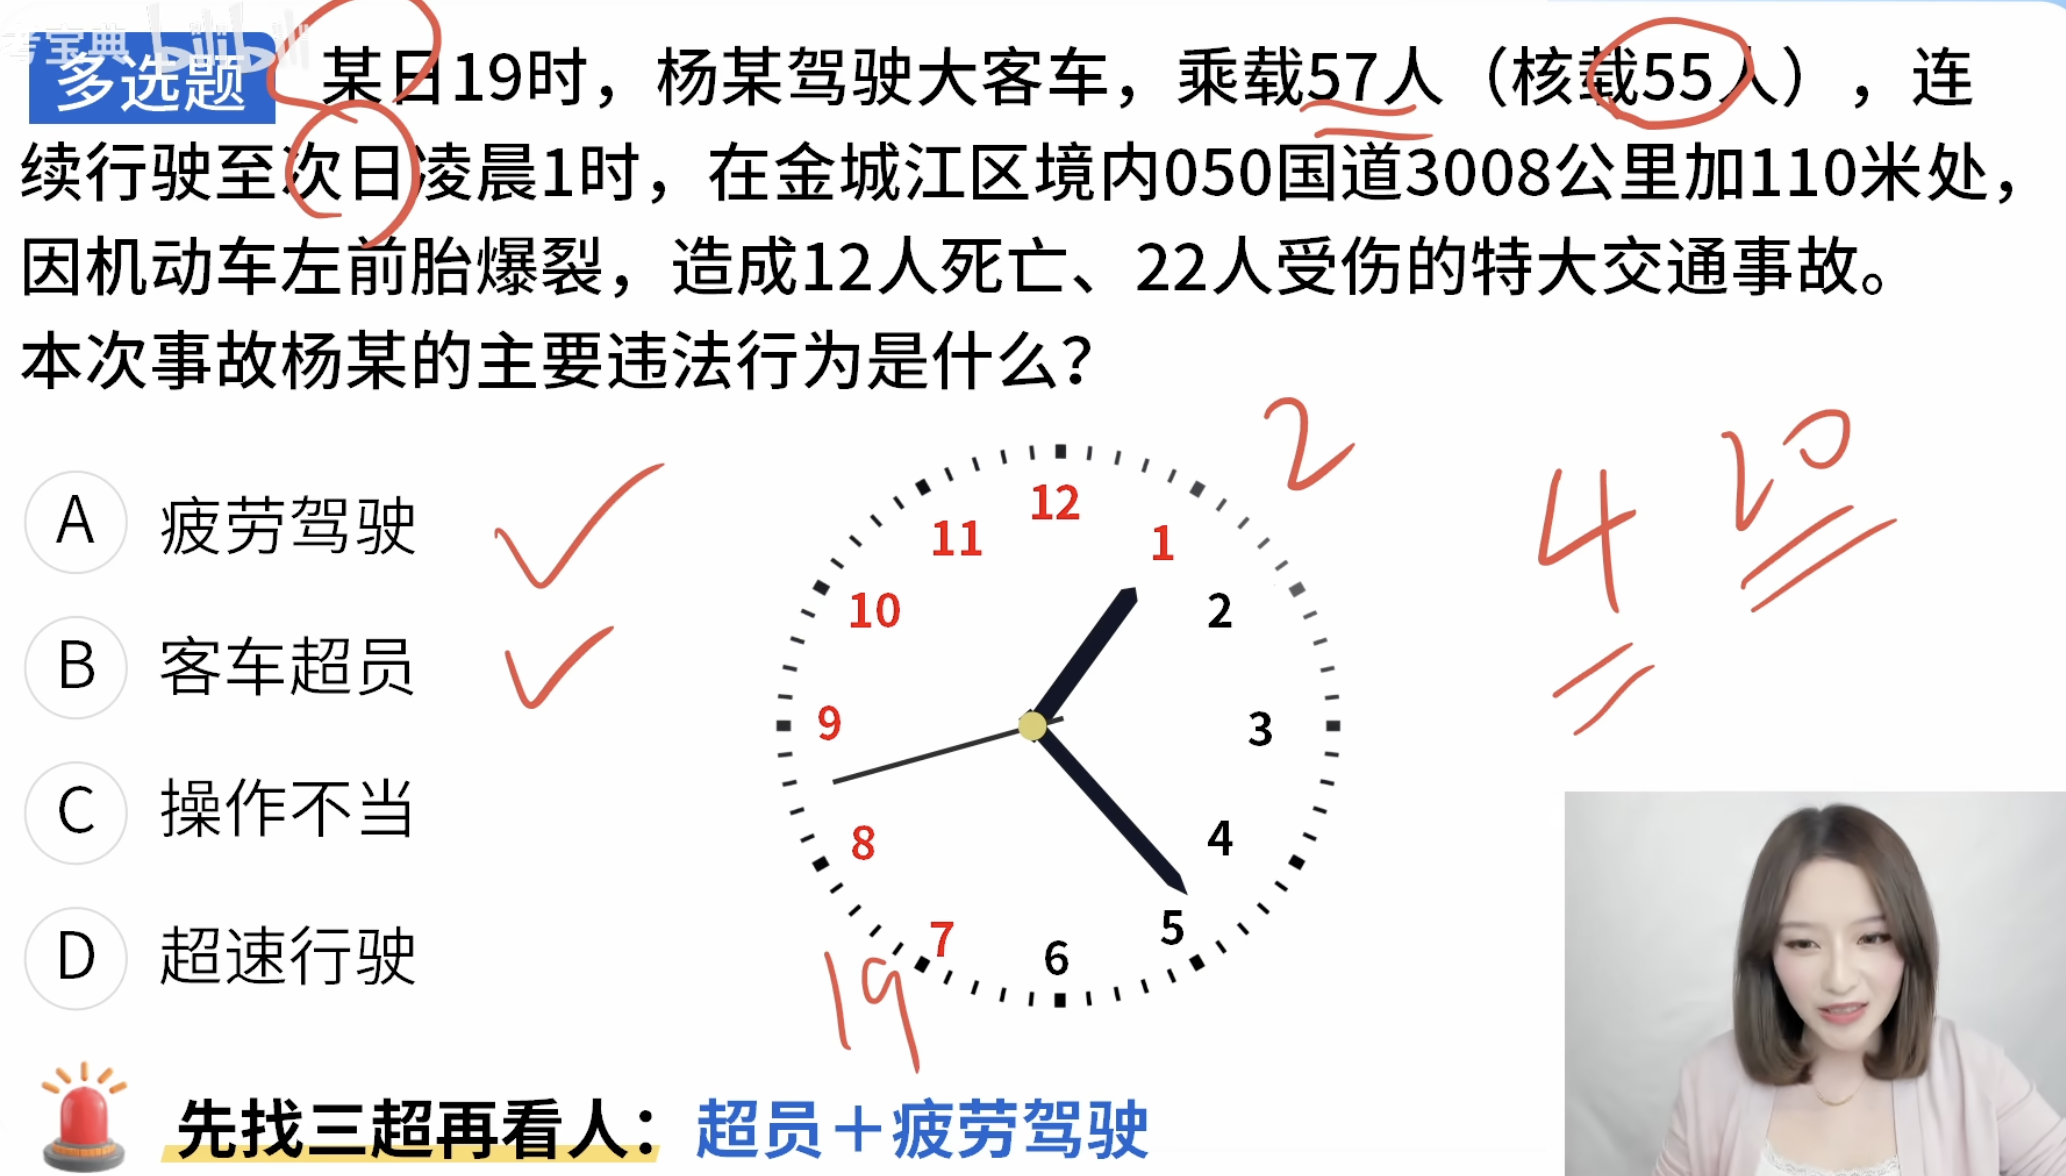 考宝典 bilibili
多选题 某日19时，杨某驾驶大客车，乘载57人（核载55人），连
续行驶至次日凌晨1时，在金城江区境内050国道3008公里加110米处，
因机动车左前胎爆裂，造成12人死亡、22人受伤的特大交通事故。
本次事故杨某的主要违法行为是什么？
2
4 20
A 疲劳驾驶
B 客车超员
C 操作不当
D 超速行驶
12
11 1
10 2
9 3
8 4
7 5
6
19
先找三超再看人：超员＋疲劳驾驶